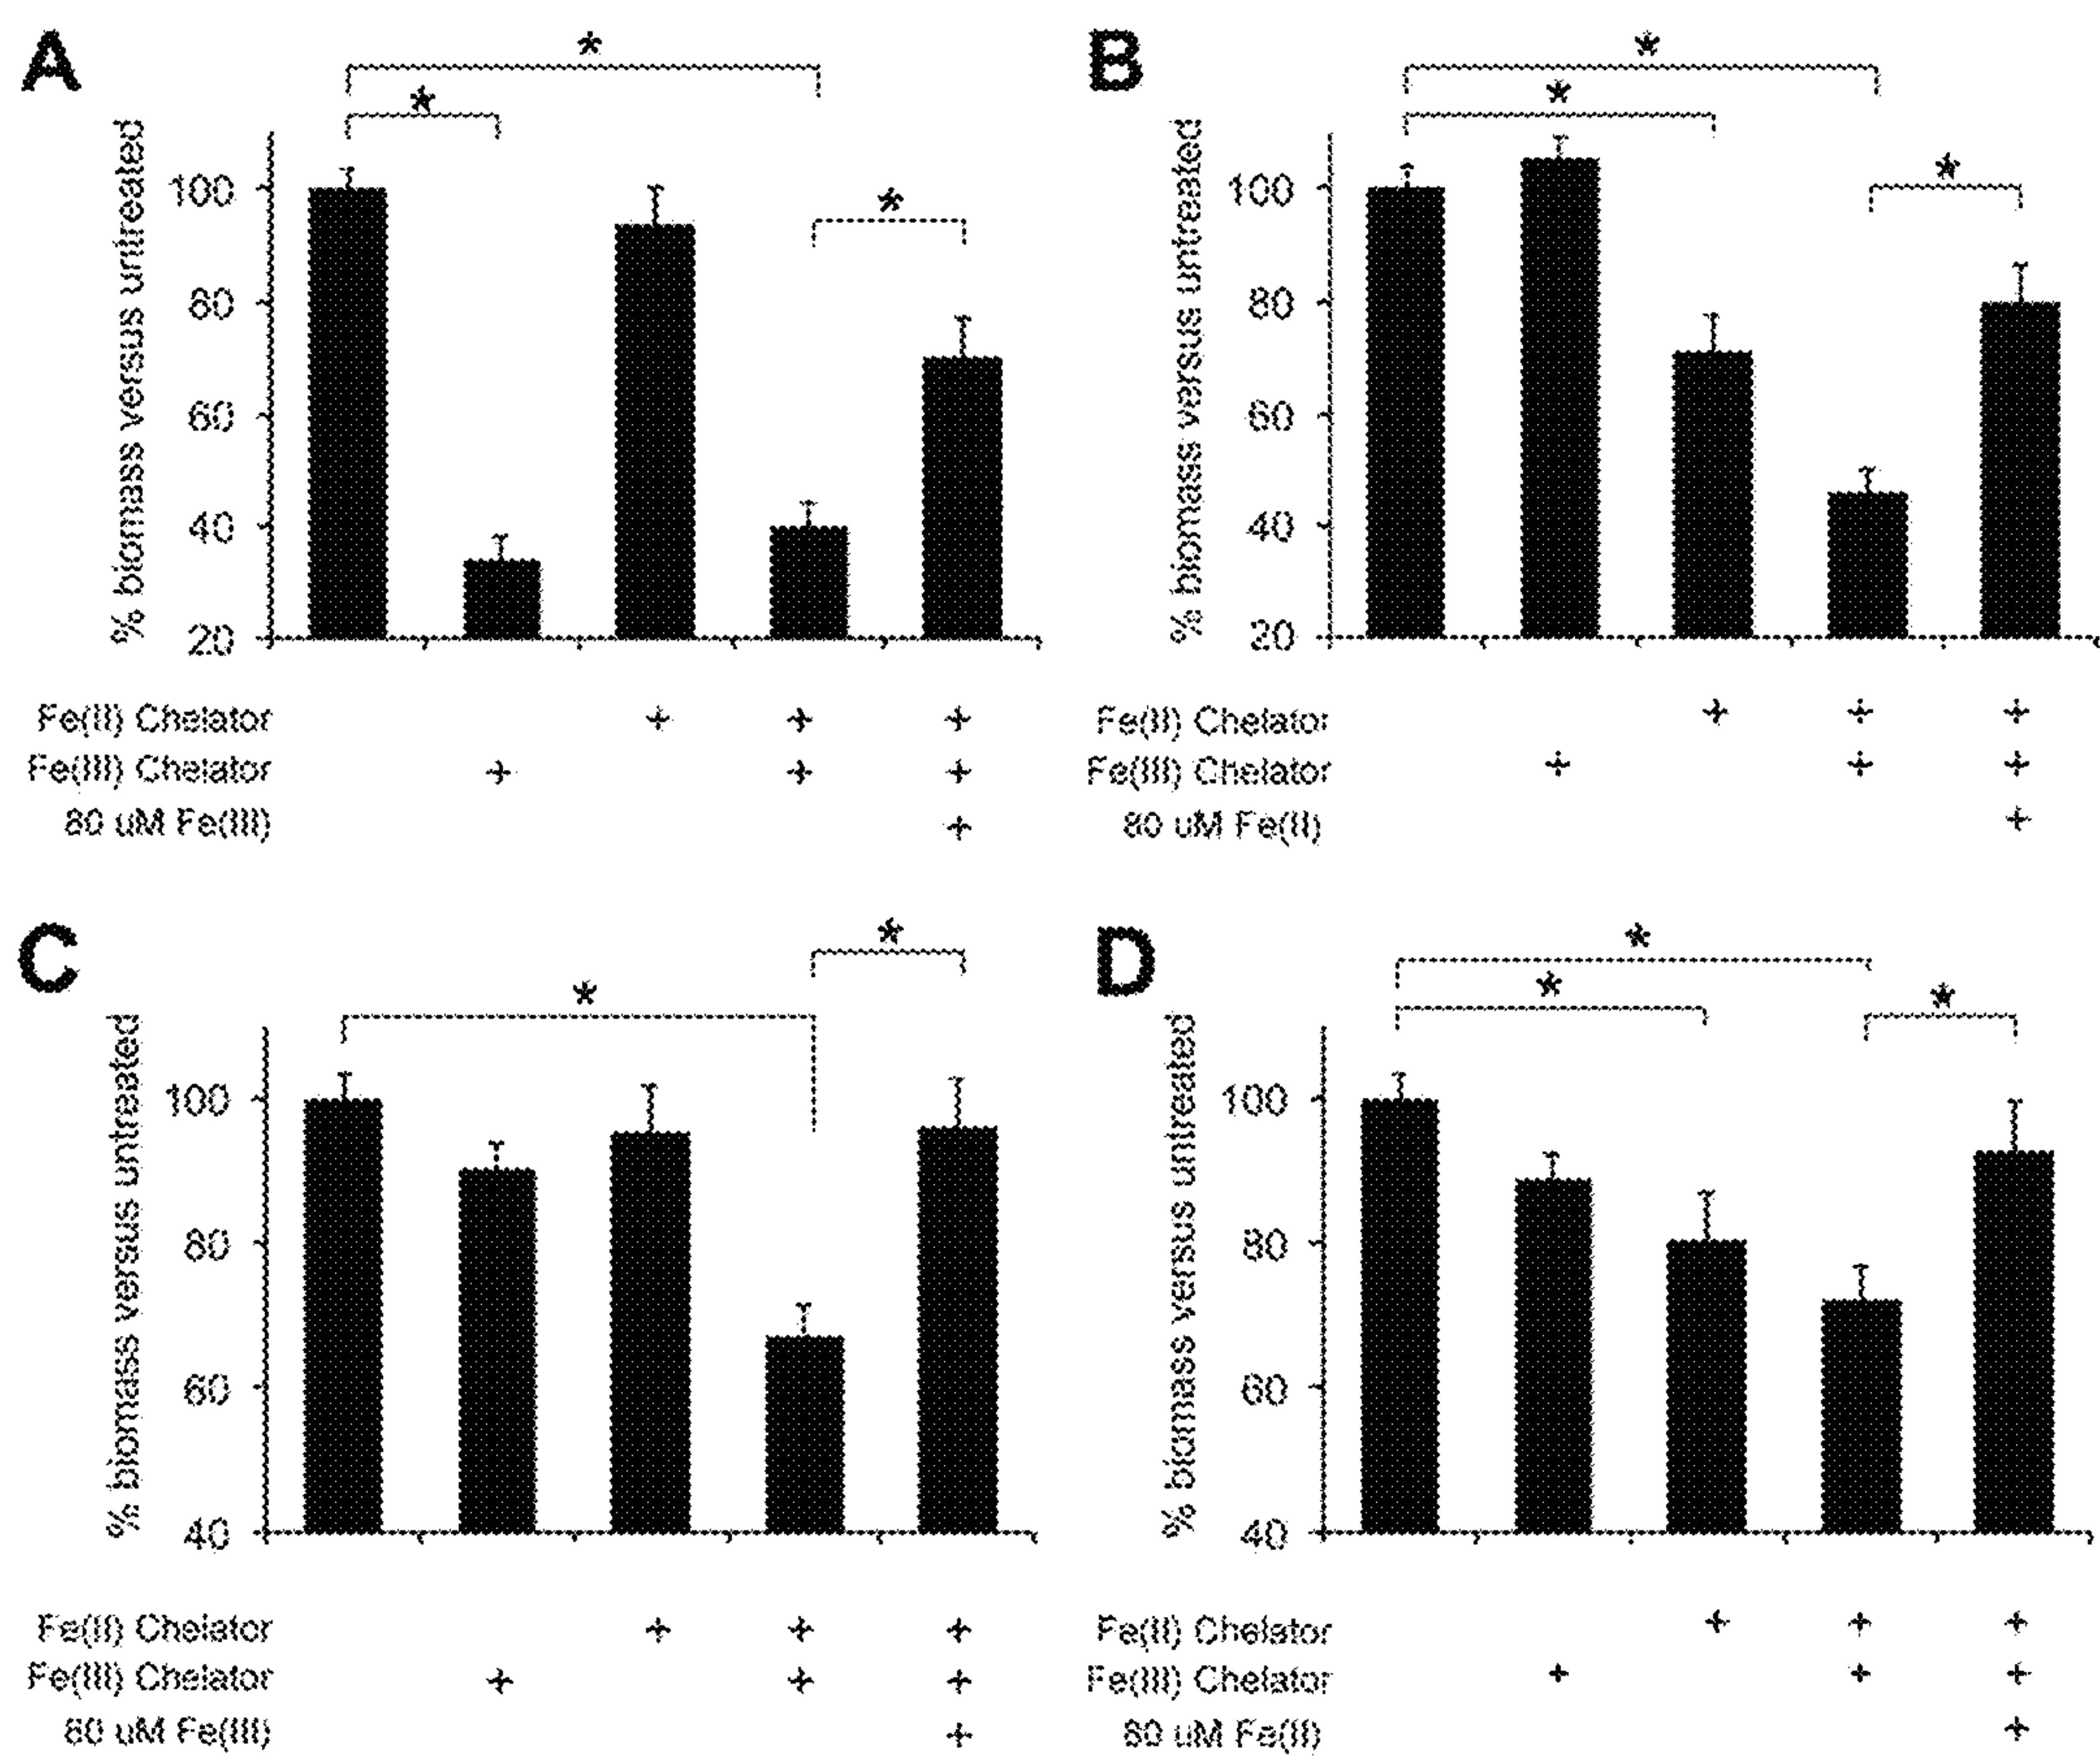 A
*
*
% biomass versus untreated
100
*
80
60
40
20
Fe(II) Chelator + + +
Fe(III) Chelator + + +
80 uM Fe(III) +
B
*
*
% biomass versus untreated
100
*
80
60
40
20
Fe(II) Chelator + + +
Fe(III) Chelator + + +
80 uM Fe(II) +
C
*
*
% biomass versus untreated
100
80
60
40
Fe(II) Chelator + + +
Fe(III) Chelator + + +
80 uM Fe(III) +
D
*
*
*
% biomass versus untreated
100
80
60
40
Fe(II) Chelator + + +
Fe(III) Chelator + + +
80 uM Fe(II) +